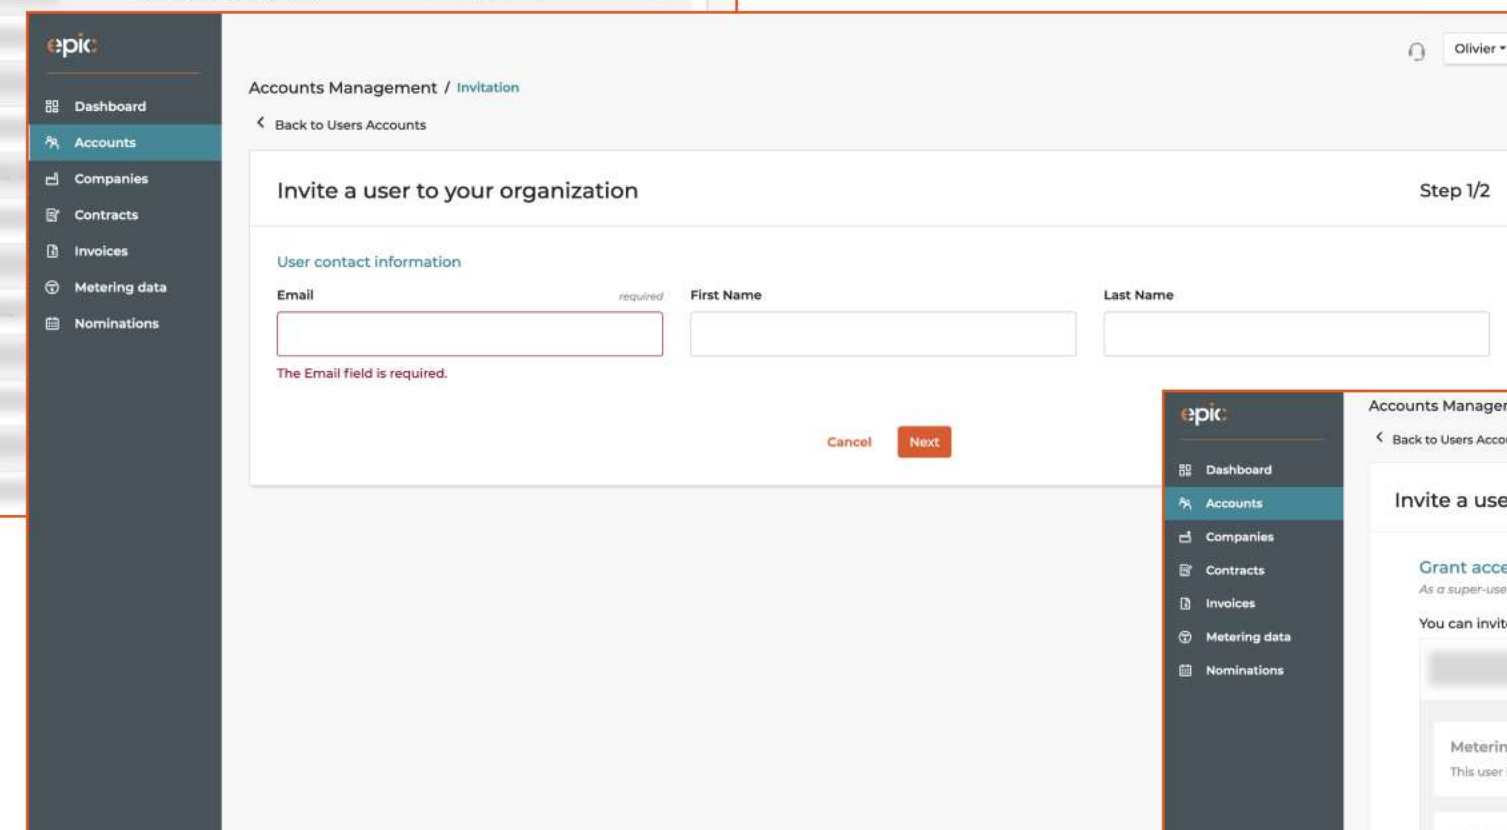 epic
Olivier
Accounts Management / Invitation
Back to Users Accounts
Dashboard
Accounts
Companies
Contracts
Invoices
Metering data
Nominations
Invite a user to your organization
Step 1/2
User contact information
Email required
First Name
Last Name
The Email field is required.
Cancel
Next
epic
Dashboard
Accounts
Companies
Contracts
Invoices
Metering data
Nominations
Accounts Manager
Back to Users Accou
Invite a use
Grant acce
As a super-use
You can invit
Meterin
This user